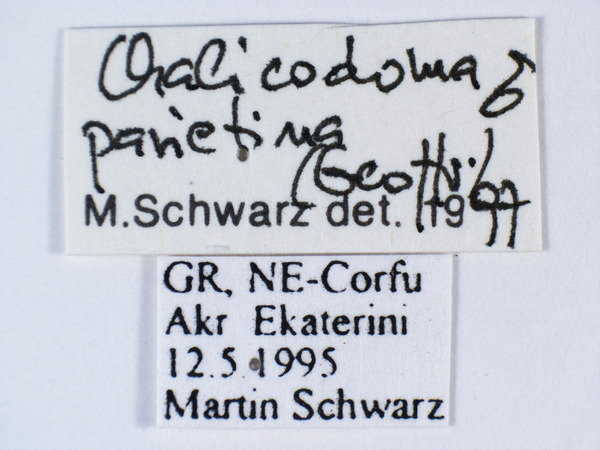 Chalicodoma ♂
parietina
(Geoffr.)
M.Schwarz det. 1997
GR, NE-Corfu
Akr Ekaterini
12.5.1995
Martin Schwarz